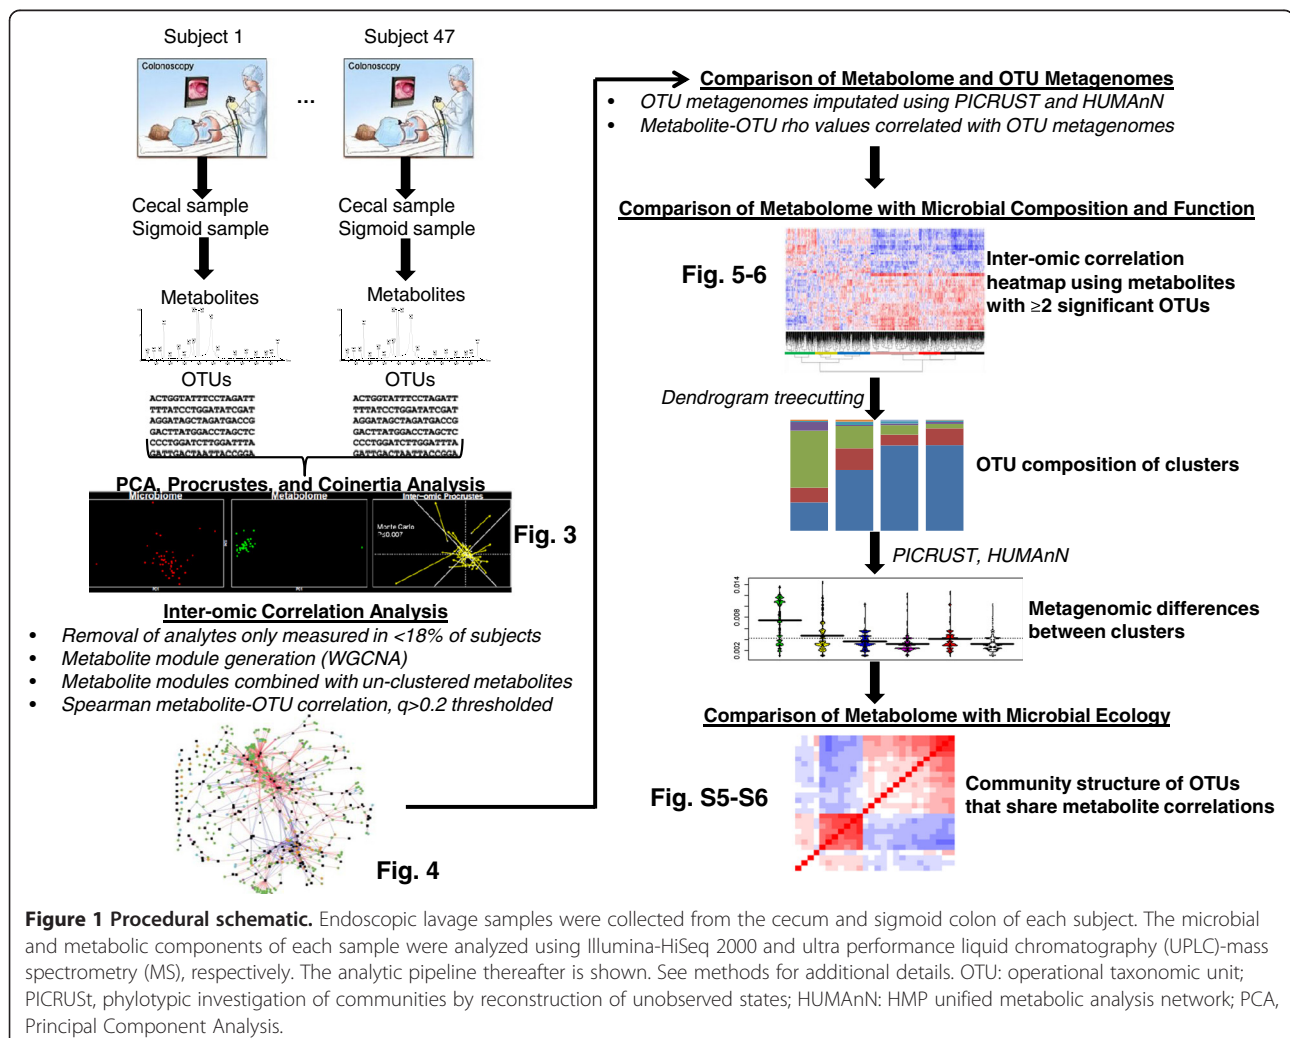 Subject 1
Subject 47
Colonoscopy
Colonoscopy
...
Cecal sample
Sigmoid sample
Cecal sample
Sigmoid sample
Metabolites
Metabolites
OTUs
OTUs
ACTGGTATTTCCTAGATT
TTTATCCTGGATATCGAT
AGGATAGCTAGATGACCG
GACTTATGGACCTAGCTC
CCCTGGATCTTGGATTTA
GATTGACTAATTACCGGA
ACTGGTATTTCCTAGATT
TTTATCCTGGATATCGAT
AGGATAGCTAGATGACCG
GACTTATGGACCTAGCTC
CCCTGGATCTTGGATTTA
GATTGACTAATTACCGGA
PCA, Procrustes, and Coinertia Analysis
Microbiome
Metabolome
Inter-omic Procrustes
Monte Carlo
P≤0.007
PC1
PC1
Fig. 3
Inter-omic Correlation Analysis
• Removal of analytes only measured in <18% of subjects
• Metabolite module generation (WGCNA)
• Metabolite modules combined with un-clustered metabolites
• Spearman metabolite-OTU correlation, q>0.2 thresholded
Fig. 4
Comparison of Metabolome and OTU Metagenomes
• OTU metagenomes imputated using PICRUST and HUMAnN
• Metabolite-OTU rho values correlated with OTU metagenomes
Comparison of Metabolome with Microbial Composition and Function
Fig. 5-6
Inter-omic correlation
heatmap using metabolites
with ≥2 significant OTUs
Dendrogram treecutting
OTU composition of clusters
PICRUST, HUMAnN
0.014
0.008
0.002
Metagenomic differences
between clusters
Comparison of Metabolome with Microbial Ecology
Fig. S5-S6
Community structure of OTUs
that share metabolite correlations
Figure 1 Procedural schematic. Endoscopic lavage samples were collected from the cecum and sigmoid colon of each subject. The microbial
and metabolic components of each sample were analyzed using Illumina-HiSeq 2000 and ultra performance liquid chromatography (UPLC)-mass
spectrometry (MS), respectively. The analytic pipeline thereafter is shown. See methods for additional details. OTU: operational taxonomic unit;
PICRUSt, phylotypic investigation of communities by reconstruction of unobserved states; HUMAnN: HMP unified metabolic analysis network; PCA,
Principal Component Analysis.